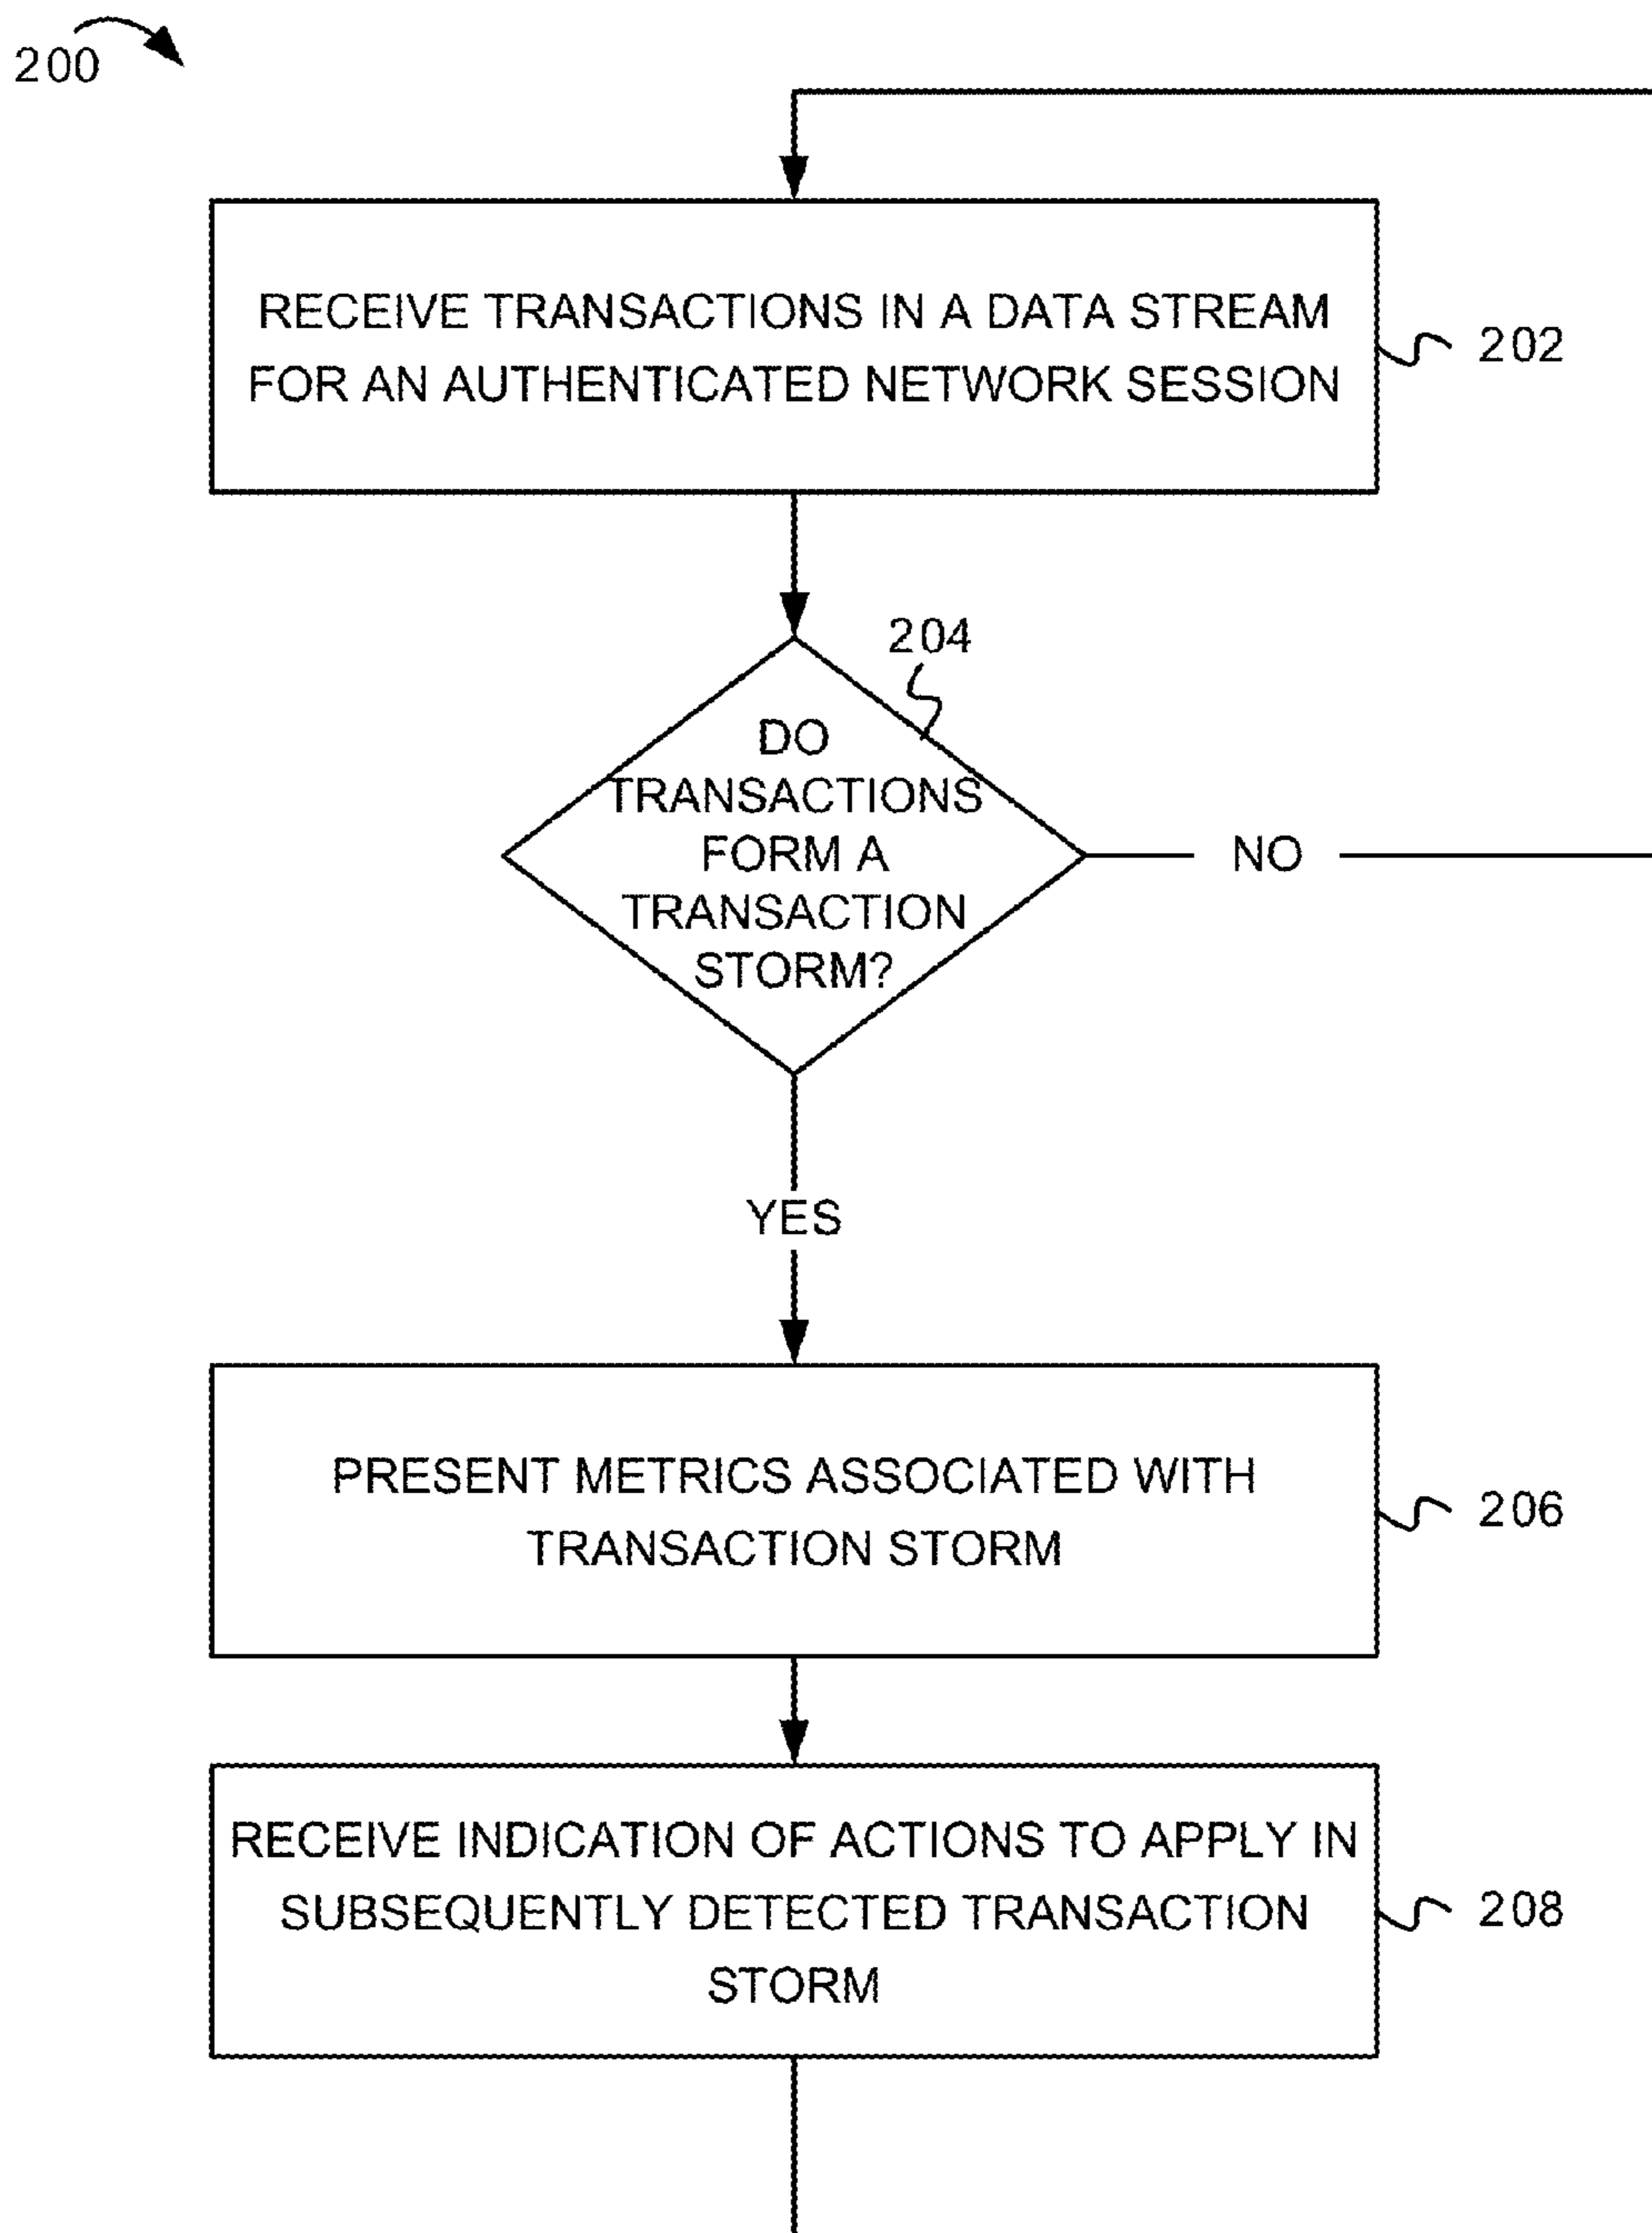 200
RECEIVE TRANSACTIONS IN A DATA STREAM
FOR AN AUTHENTICATED NETWORK SESSION
202
204
DO
TRANSACTIONS
FORM A
TRANSACTION
STORM?
NO
YES
PRESENT METRICS ASSOCIATED WITH
TRANSACTION STORM
206
RECEIVE INDICATION OF ACTIONS TO APPLY IN
SUBSEQUENTLY DETECTED TRANSACTION
STORM
208